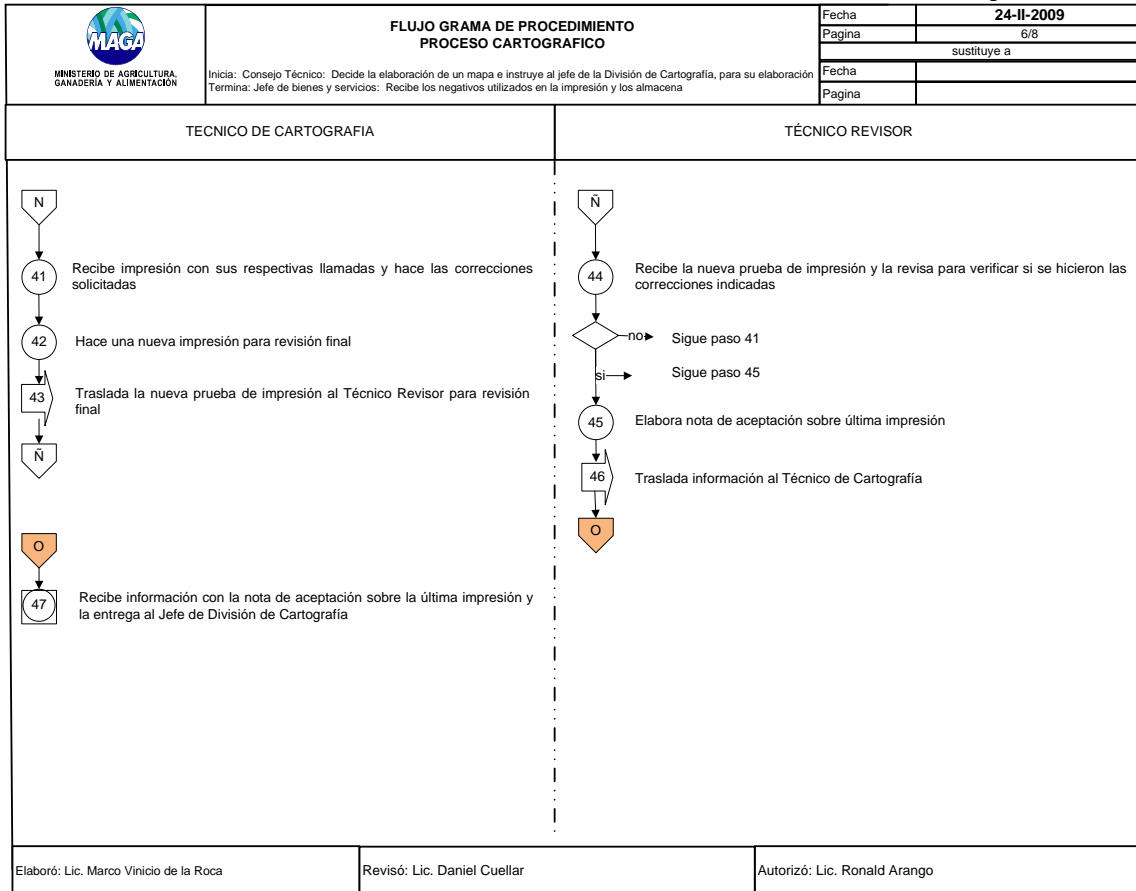 MAGA
MINISTERIO DE AGRICULTURA,
GANADERÍA Y ALIMENTACIÓN
FLUJO GRAMA DE PROCEDIMIENTO
PROCESO CARTOGRAFICO
Inicia: Consejo Técnico: Decide la elaboración de un mapa e instruye al jefe de la División de Cartografía, para su elaboración
Termina: Jefe de bienes y servicios: Recibe los negativos utilizados en la impresión y los almacena
Fecha 24-II-2009
Pagina 6/8
sustituye a
Fecha
Pagina
TECNICO DE CARTOGRAFIA
N
41 Recibe impresión con sus respectivas llamadas y hace las correcciones
solicitadas
42 Hace una nueva impresión para revisión final
43 Traslada la nueva prueba de impresión al Técnico Revisor para revisión
final
Ñ
O
47 Recibe información con la nota de aceptación sobre la última impresión y
la entrega al Jefe de División de Cartografía
TÉCNICO REVISOR
Ñ
44 Recibe la nueva prueba de impresión y la revisa para verificar si se hicieron las
correcciones indicadas
no Sigue paso 41
si Sigue paso 45
45 Elabora nota de aceptación sobre última impresión
46 Traslada información al Técnico de Cartografía
O
Elaboró: Lic. Marco Vinicio de la Roca
Revisó: Lic. Daniel Cuellar
Autorizó: Lic. Ronald Arango